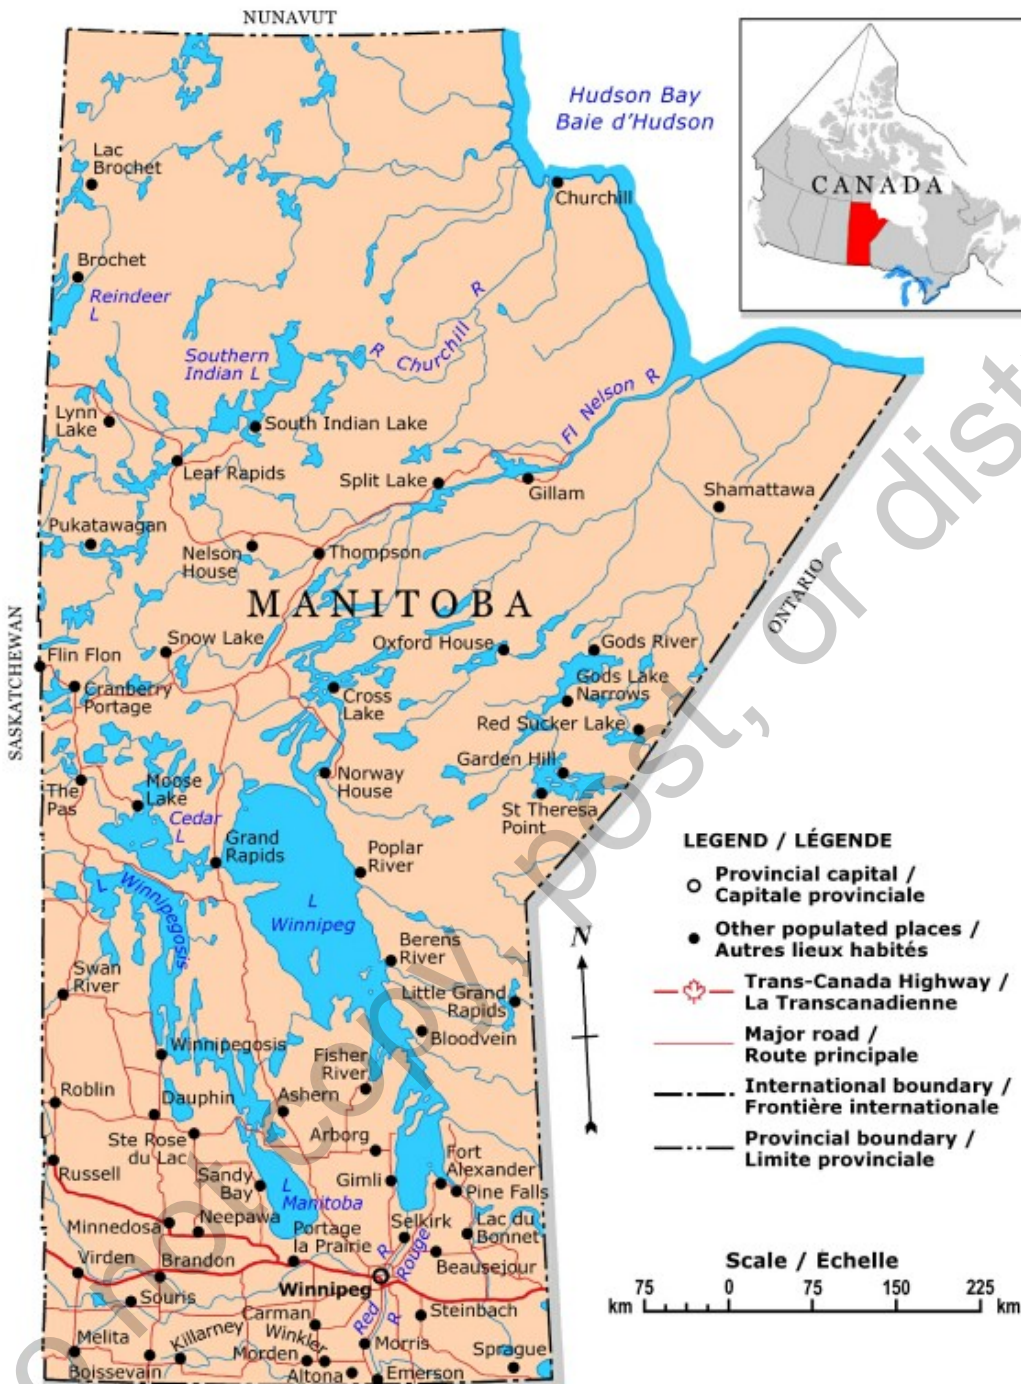 NUNAVUT
Hudson Bay
Baie d'Hudson
CANADA
Lac
Brochet
Churchill
Brochet
Reindeer
L
R Churchill R
Southern
Indian L
Fl Nelson R
Lynn
Lake
South Indian Lake
Leaf Rapids
Split Lake
Gillam
Shamattawa
Pukatawagan
Nelson
House
Thompson
MANITOBA
ONTARIO
SASKATCHEWAN
Snow Lake
Oxford House
Gods River
Flin Flon
Cranberry
Portage
Cross
Lake
Gods Lake
Narrows
Red Sucker Lake
Garden Hill
The
Pas
Moose
Lake
Norway
House
St Theresa
Point
Cedar
L
Grand
Rapids
Poplar
River
L Winnipegosis
L
Winnipeg
Berens
River
Swan
River
Little Grand
Rapids
Bloodvein
Winnipegosis
Fisher
River
Roblin
Dauphin
Ashern
Ste Rose
du Lac
Arborg
Fort
Alexander
Russell
Sandy
Bay
L
Manitoba
Gimli
Pine Falls
Minnedosa
Neepawa
Portage
la Prairie
Selkirk
Lac du
Bonnet
Virden
Brandon
R Rouge
Beausejour
Winnipeg
Souris
Carman
Red R
Steinbach
Melita
Killarney
Winkler
Morris
Boissevain
Morden
Sprague
Altona
Emerson
LEGEND / LÉGENDE
Provincial capital /
Capitale provinciale
Other populated places /
Autres lieux habités
Trans-Canada Highway /
La Transcanadienne
Major road /
Route principale
International boundary /
Frontière internationale
Provincial boundary /
Limite provinciale
N
Scale / Échelle
75 0 75 150 225
km km
not copy, post, or dist